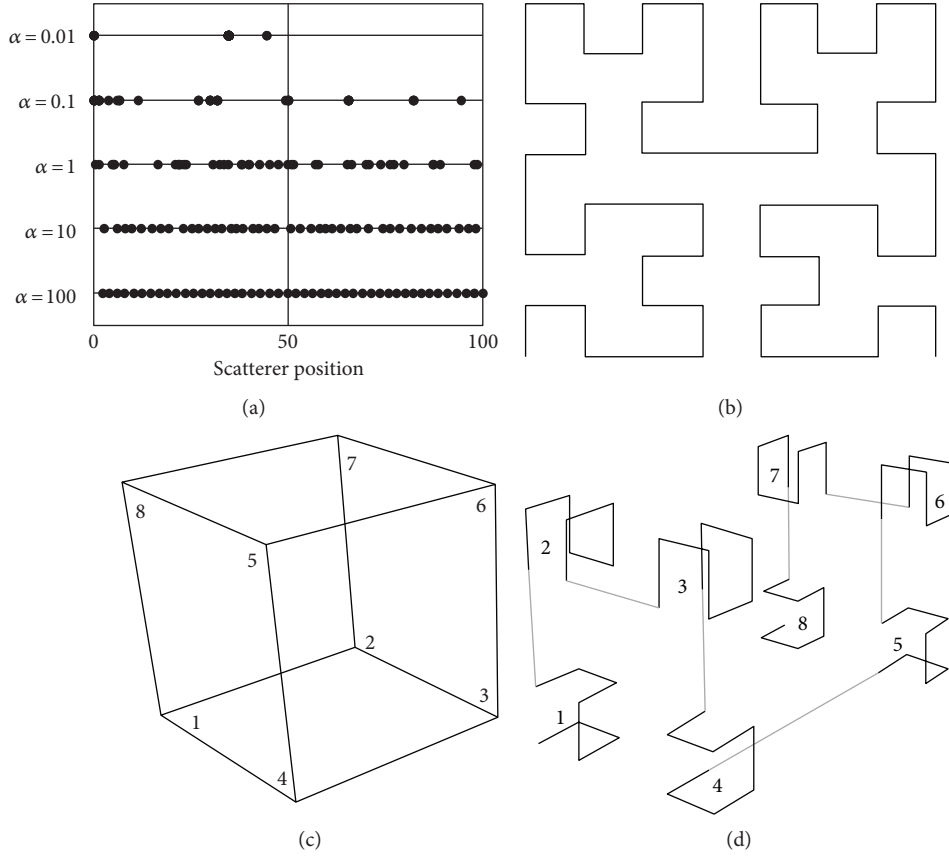 α = 0.01
α = 0.1
α = 1
α = 10
α = 100
0 50 100
Scatterer position
(a)
(b)
7
8
6
5
2
1
3
4
(c)
7
6
2
3
8
5
1
4
(d)